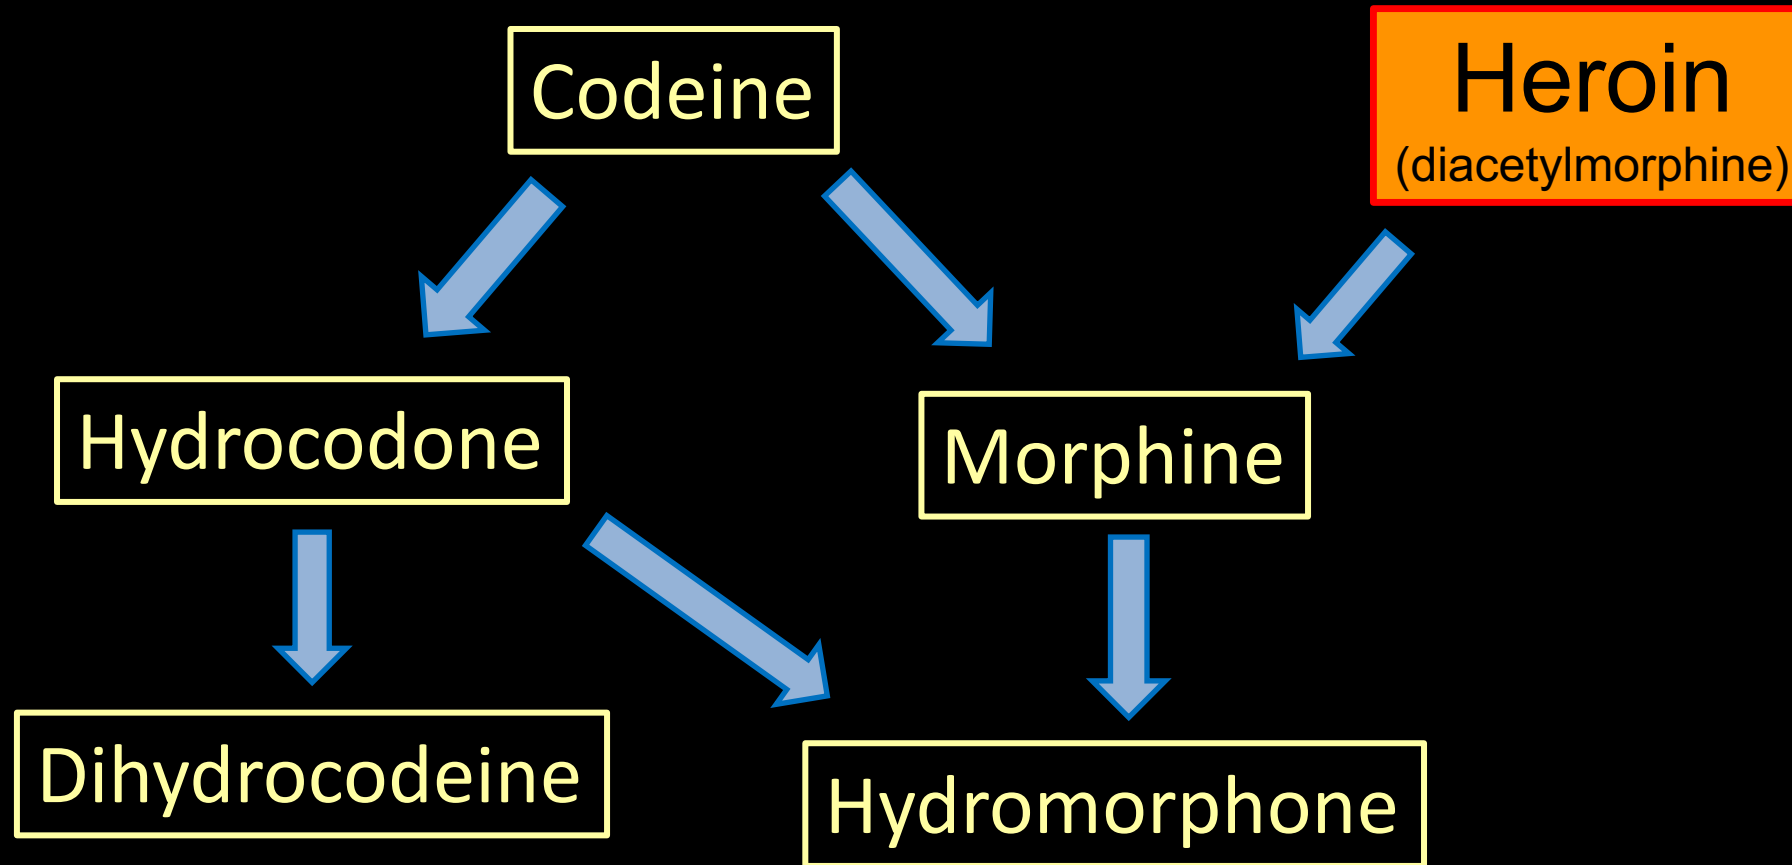 Codeine
Heroin
(diacetylmorphine)
Hydrocodone
Morphine
Dihydrocodeine
Hydromorphone